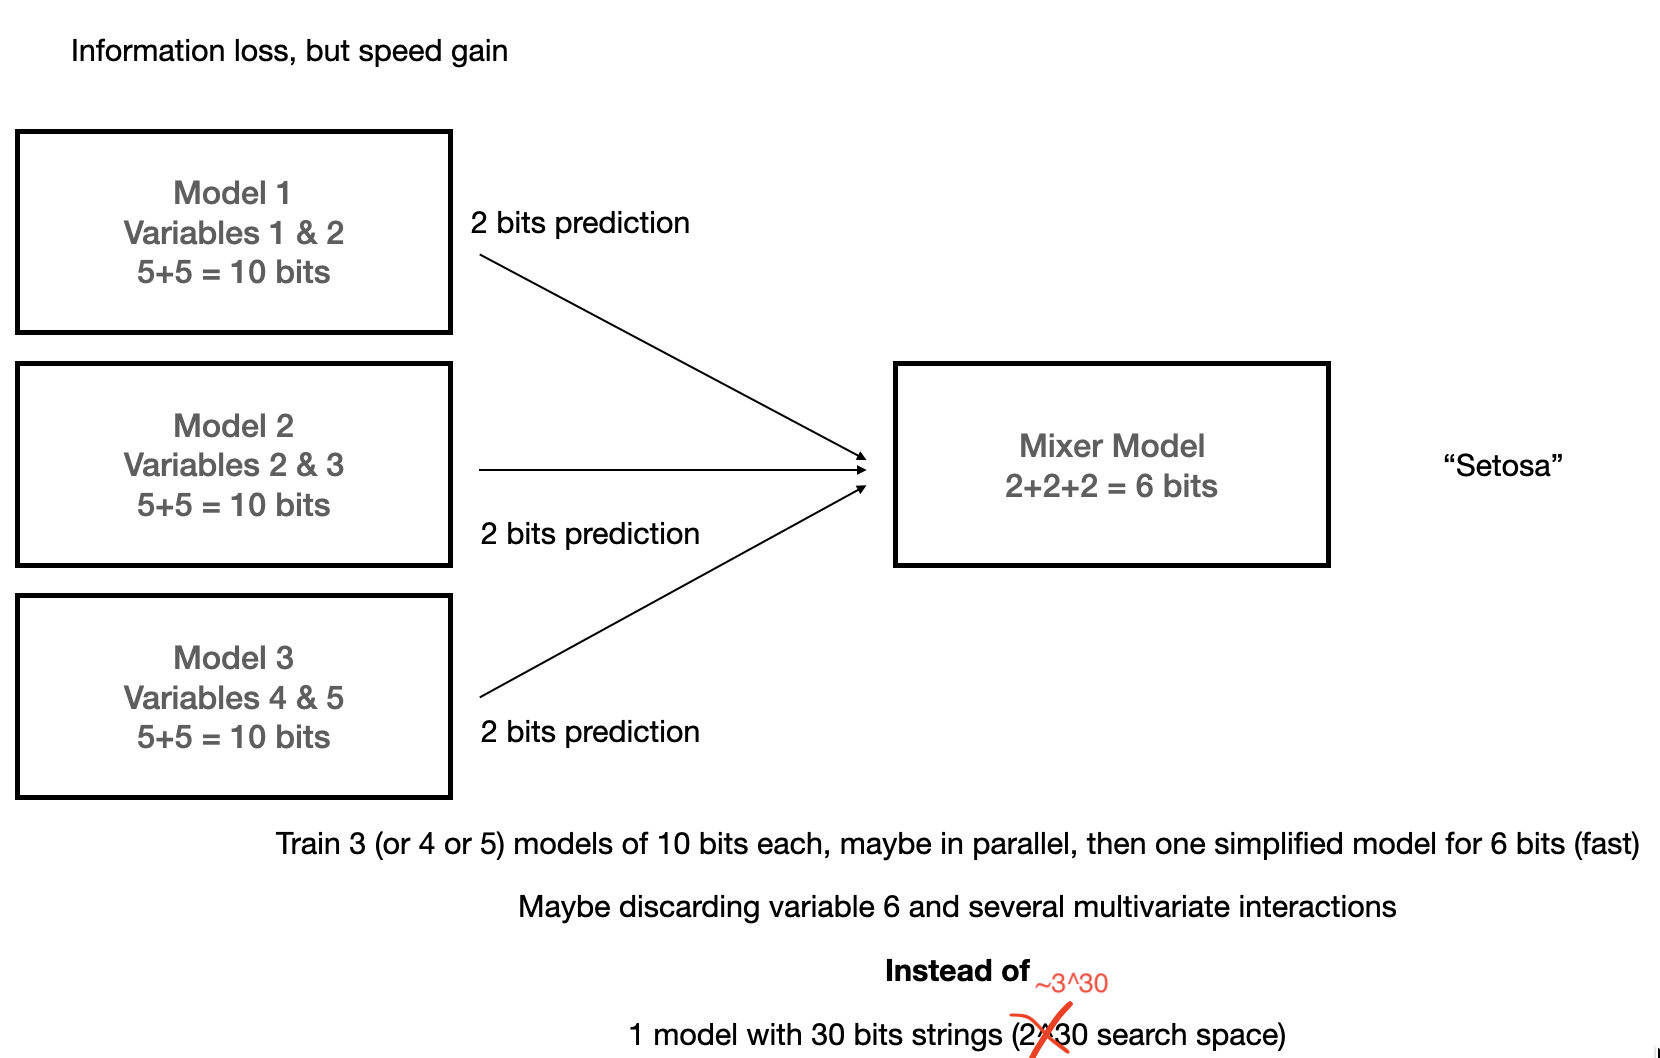 Information loss, but speed gain
Model 1
Variables 1 & 2
5+5 = 10 bits
2 bits prediction
Model 2
Variables 2 & 3
5+5 = 10 bits
2 bits prediction
Mixer Model
2+2+2 = 6 bits
“Setosa”
Model 3
Variables 4 & 5
5+5 = 10 bits
2 bits prediction
Train 3 (or 4 or 5) models of 10 bits each, maybe in parallel, then one simplified model for 6 bits (fast)
Maybe discarding variable 6 and several multivariate interactions
Instead of
~3^30
1 model with 30 bits strings (2^30 search space)